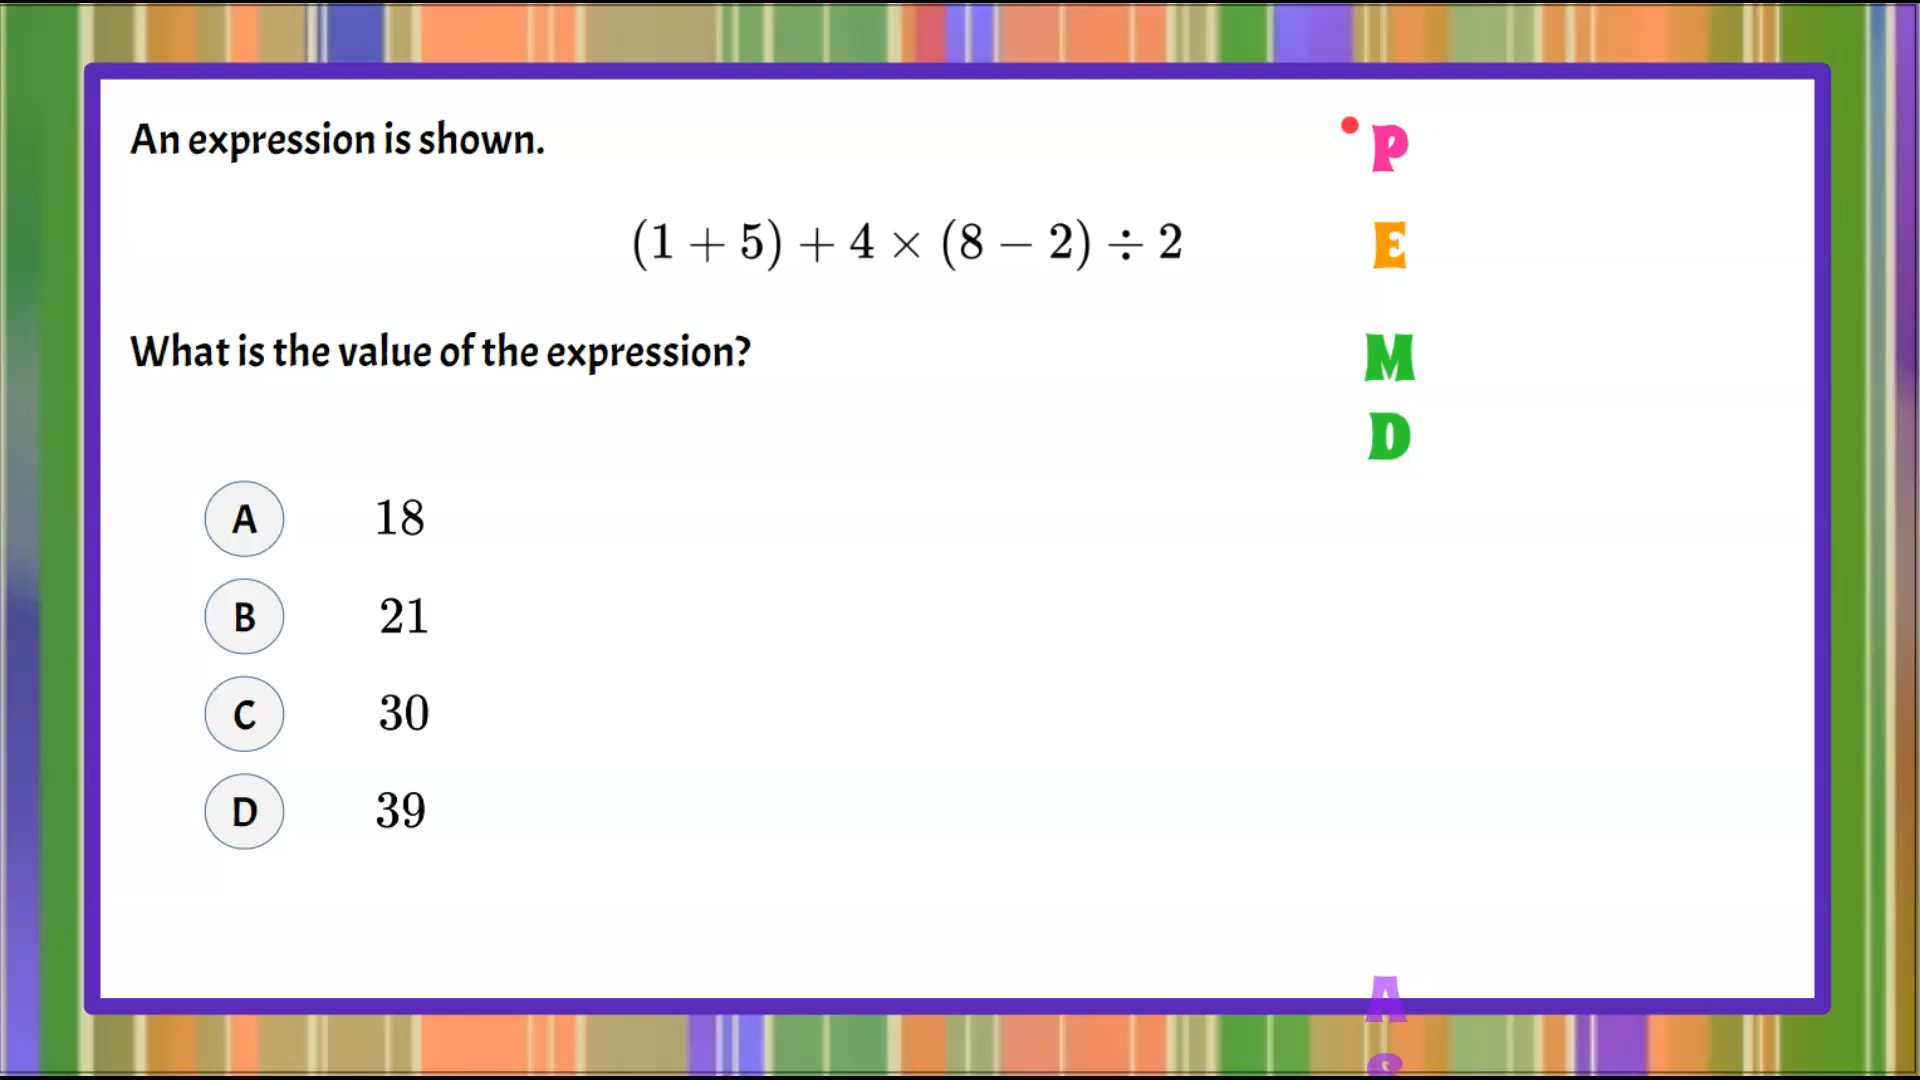 An expression is shown.
(1 + 5) + 4 × (8 − 2) ÷ 2
What is the value of the expression?
A 18
B 21
C 30
D 39
P
E
M
D
A
S